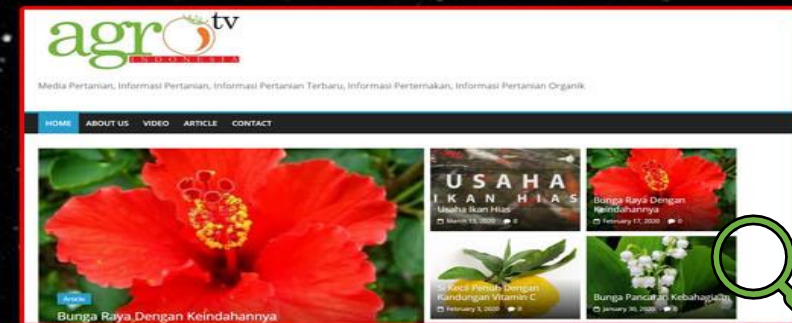 agro tv
INDONESIA
Media Pertanian, Informasi Pertanian, Informasi Pertanian Terbaru, Informasi Perternakan, Informasi Pertanian Organik
HOME ABOUT US VIDEO ARTICLE CONTACT
Article
Bunga Raya Dengan Keindahannya
USAHA
IKAN HIAS
Usaha Ikan Hias
March 13, 2020 0
Bunga Raya Dengan
Keindahannya
February 17, 2020 0
Si Kecil Penuh Dengan
Kandungan Vitamin C
February 3, 2020 0
Bunga Pancaran Kebahagiaan
January 30, 2020 0